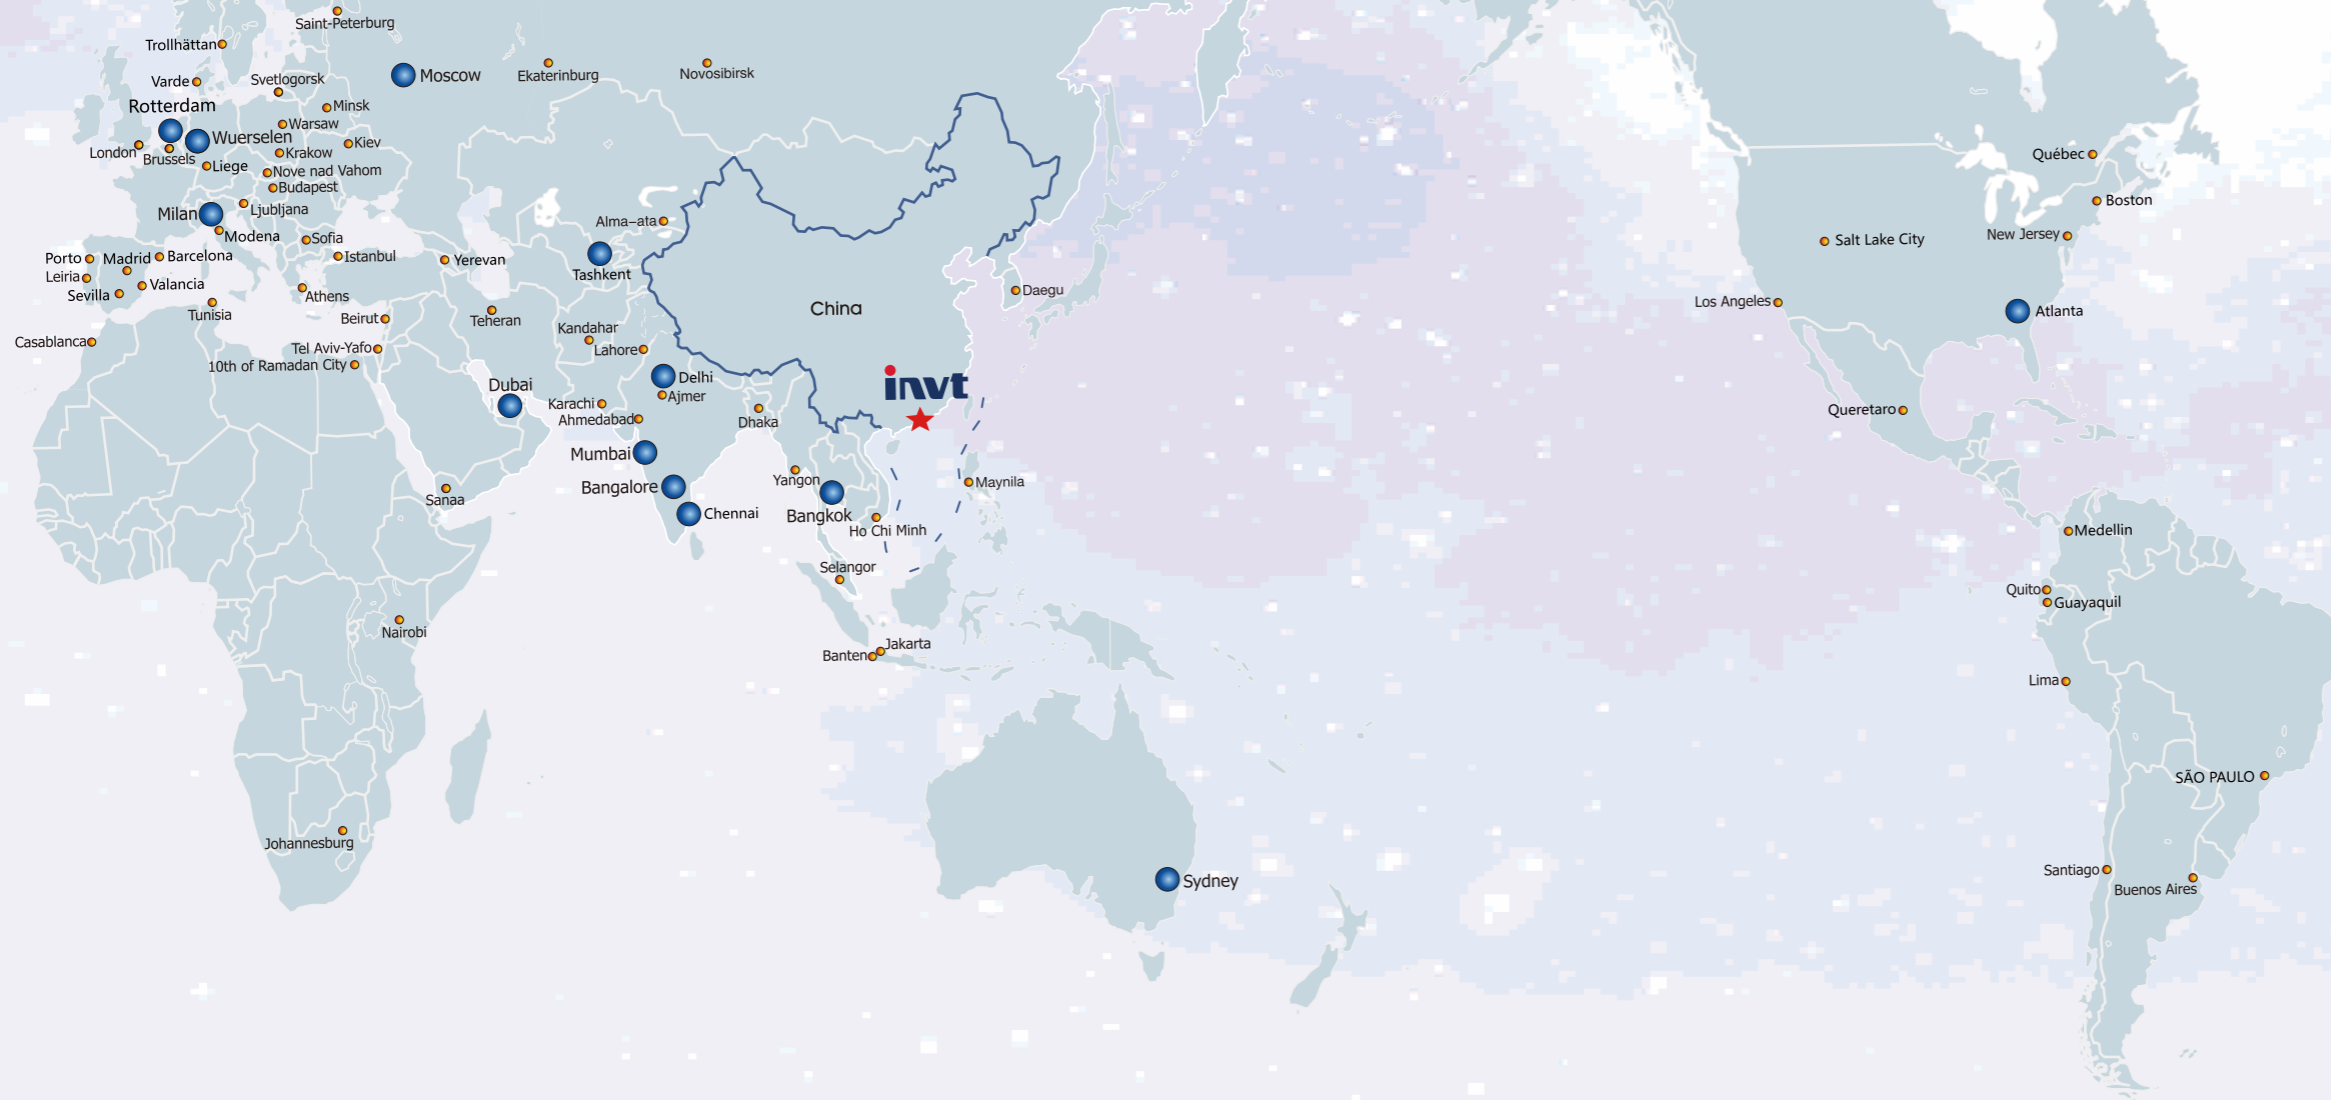 Saint-Peterburg
Trollhättan
Varde
Svetlogorsk
Moscow
Ekaterinburg
Novosibirsk
Rotterdam
Minsk
Warsaw
Wuerselen
Kiev
London
Brussels
Krakow
Liege
Nove nad Vahom
Budapest
Milan
Ljubljana
Modena
Sofia
Alma-ata
Porto
Madrid
Barcelona
Istanbul
Yerevan
Tashkent
Leiria
Valancia
Sevilla
Athens
Tunisia
Beirut
Teheran
Kandahar
Lahore
China
Daegu
Casablanca
Tel Aviv-Yafo
10th of Ramadan City
Dubai
Delhi
Ajmer
invt
Karachi
Ahmedabad
Dhaka
Mumbai
Bangalore
Chennai
Yangon
Bangkok
Ho Chi Minh
Maynila
Sanaa
Selangor
Nairobi
Jakarta
Banten
Johannesburg
Sydney
Québec
Boston
New Jersey
Salt Lake City
Los Angeles
Atlanta
Queretaro
Medellin
Quito
Guayaquil
Lima
SÃO PAULO
Santiago
Buenos Aires